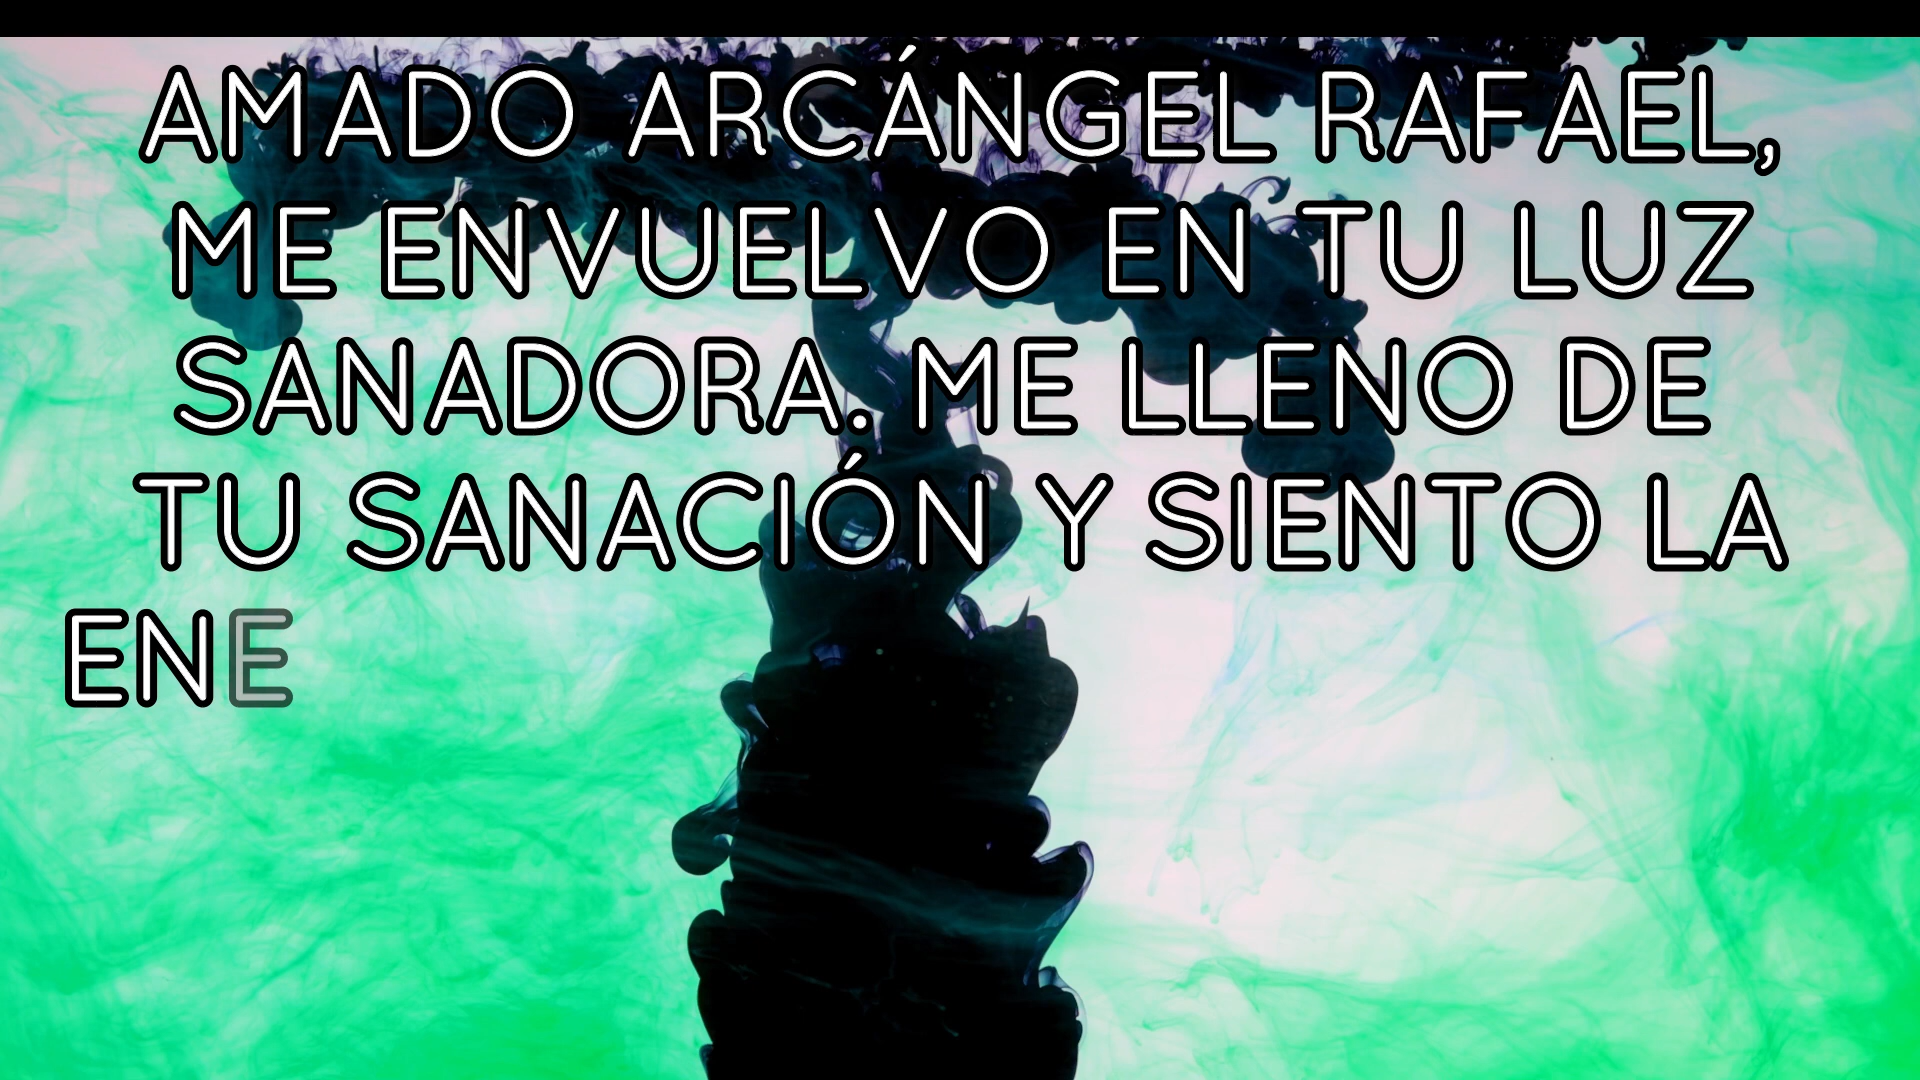 AMADO ARCÁNGEL RAFAEL,
ME ENVUELVO EN TU LUZ
SANADORA. ME LLENO DE
TU SANACIÓN Y SIENTO LA
ENE